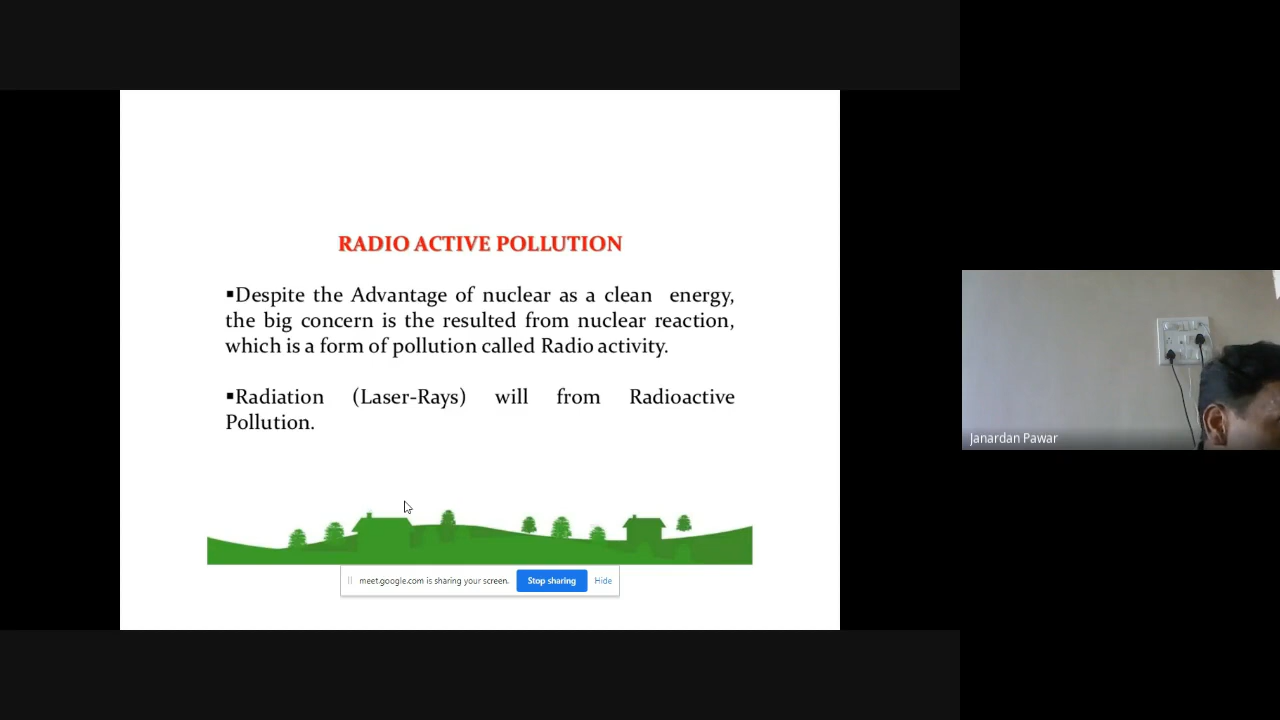 RADIO ACTIVE POLLUTION
▪Despite the Advantage of nuclear as a clean energy,
the big concern is the resulted from nuclear reaction,
which is a form of pollution called Radio activity.
▪Radiation (Laser-Rays) will from Radioactive
Pollution.
meet.google.com is sharing your screen. Stop sharing Hide
Janardan Pawar